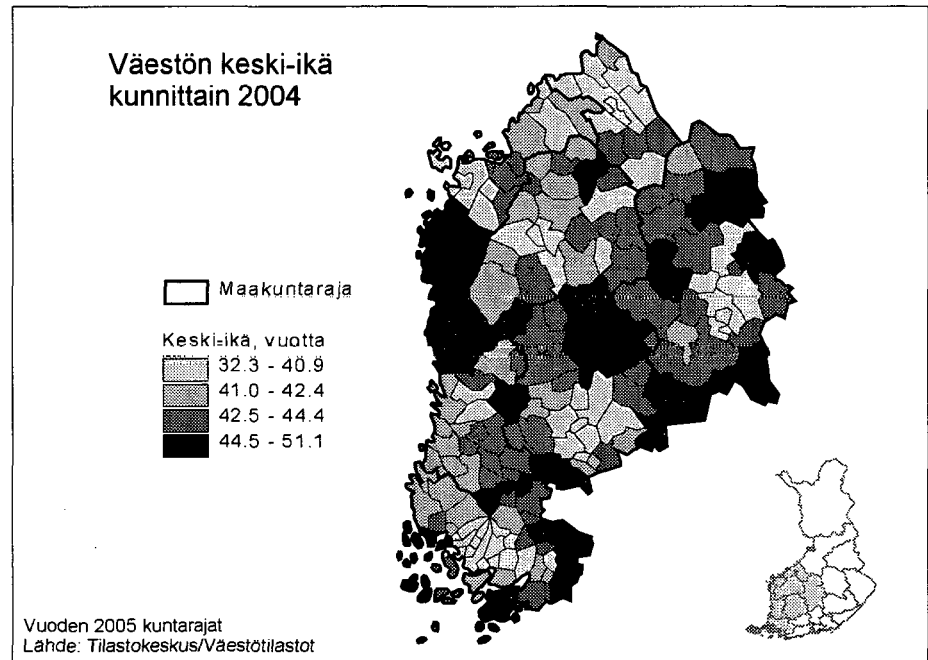 Väestön keski-ikä
kunnittain 2004
Maakuntaraja
Keski-ikä, vuotta
32.3 - 40.9
41.0 - 42.4
42.5 - 44.4
44.5 - 51.1
Vuoden 2005 kuntarajat
Lähde: Tilastokeskus/Väestötilastot